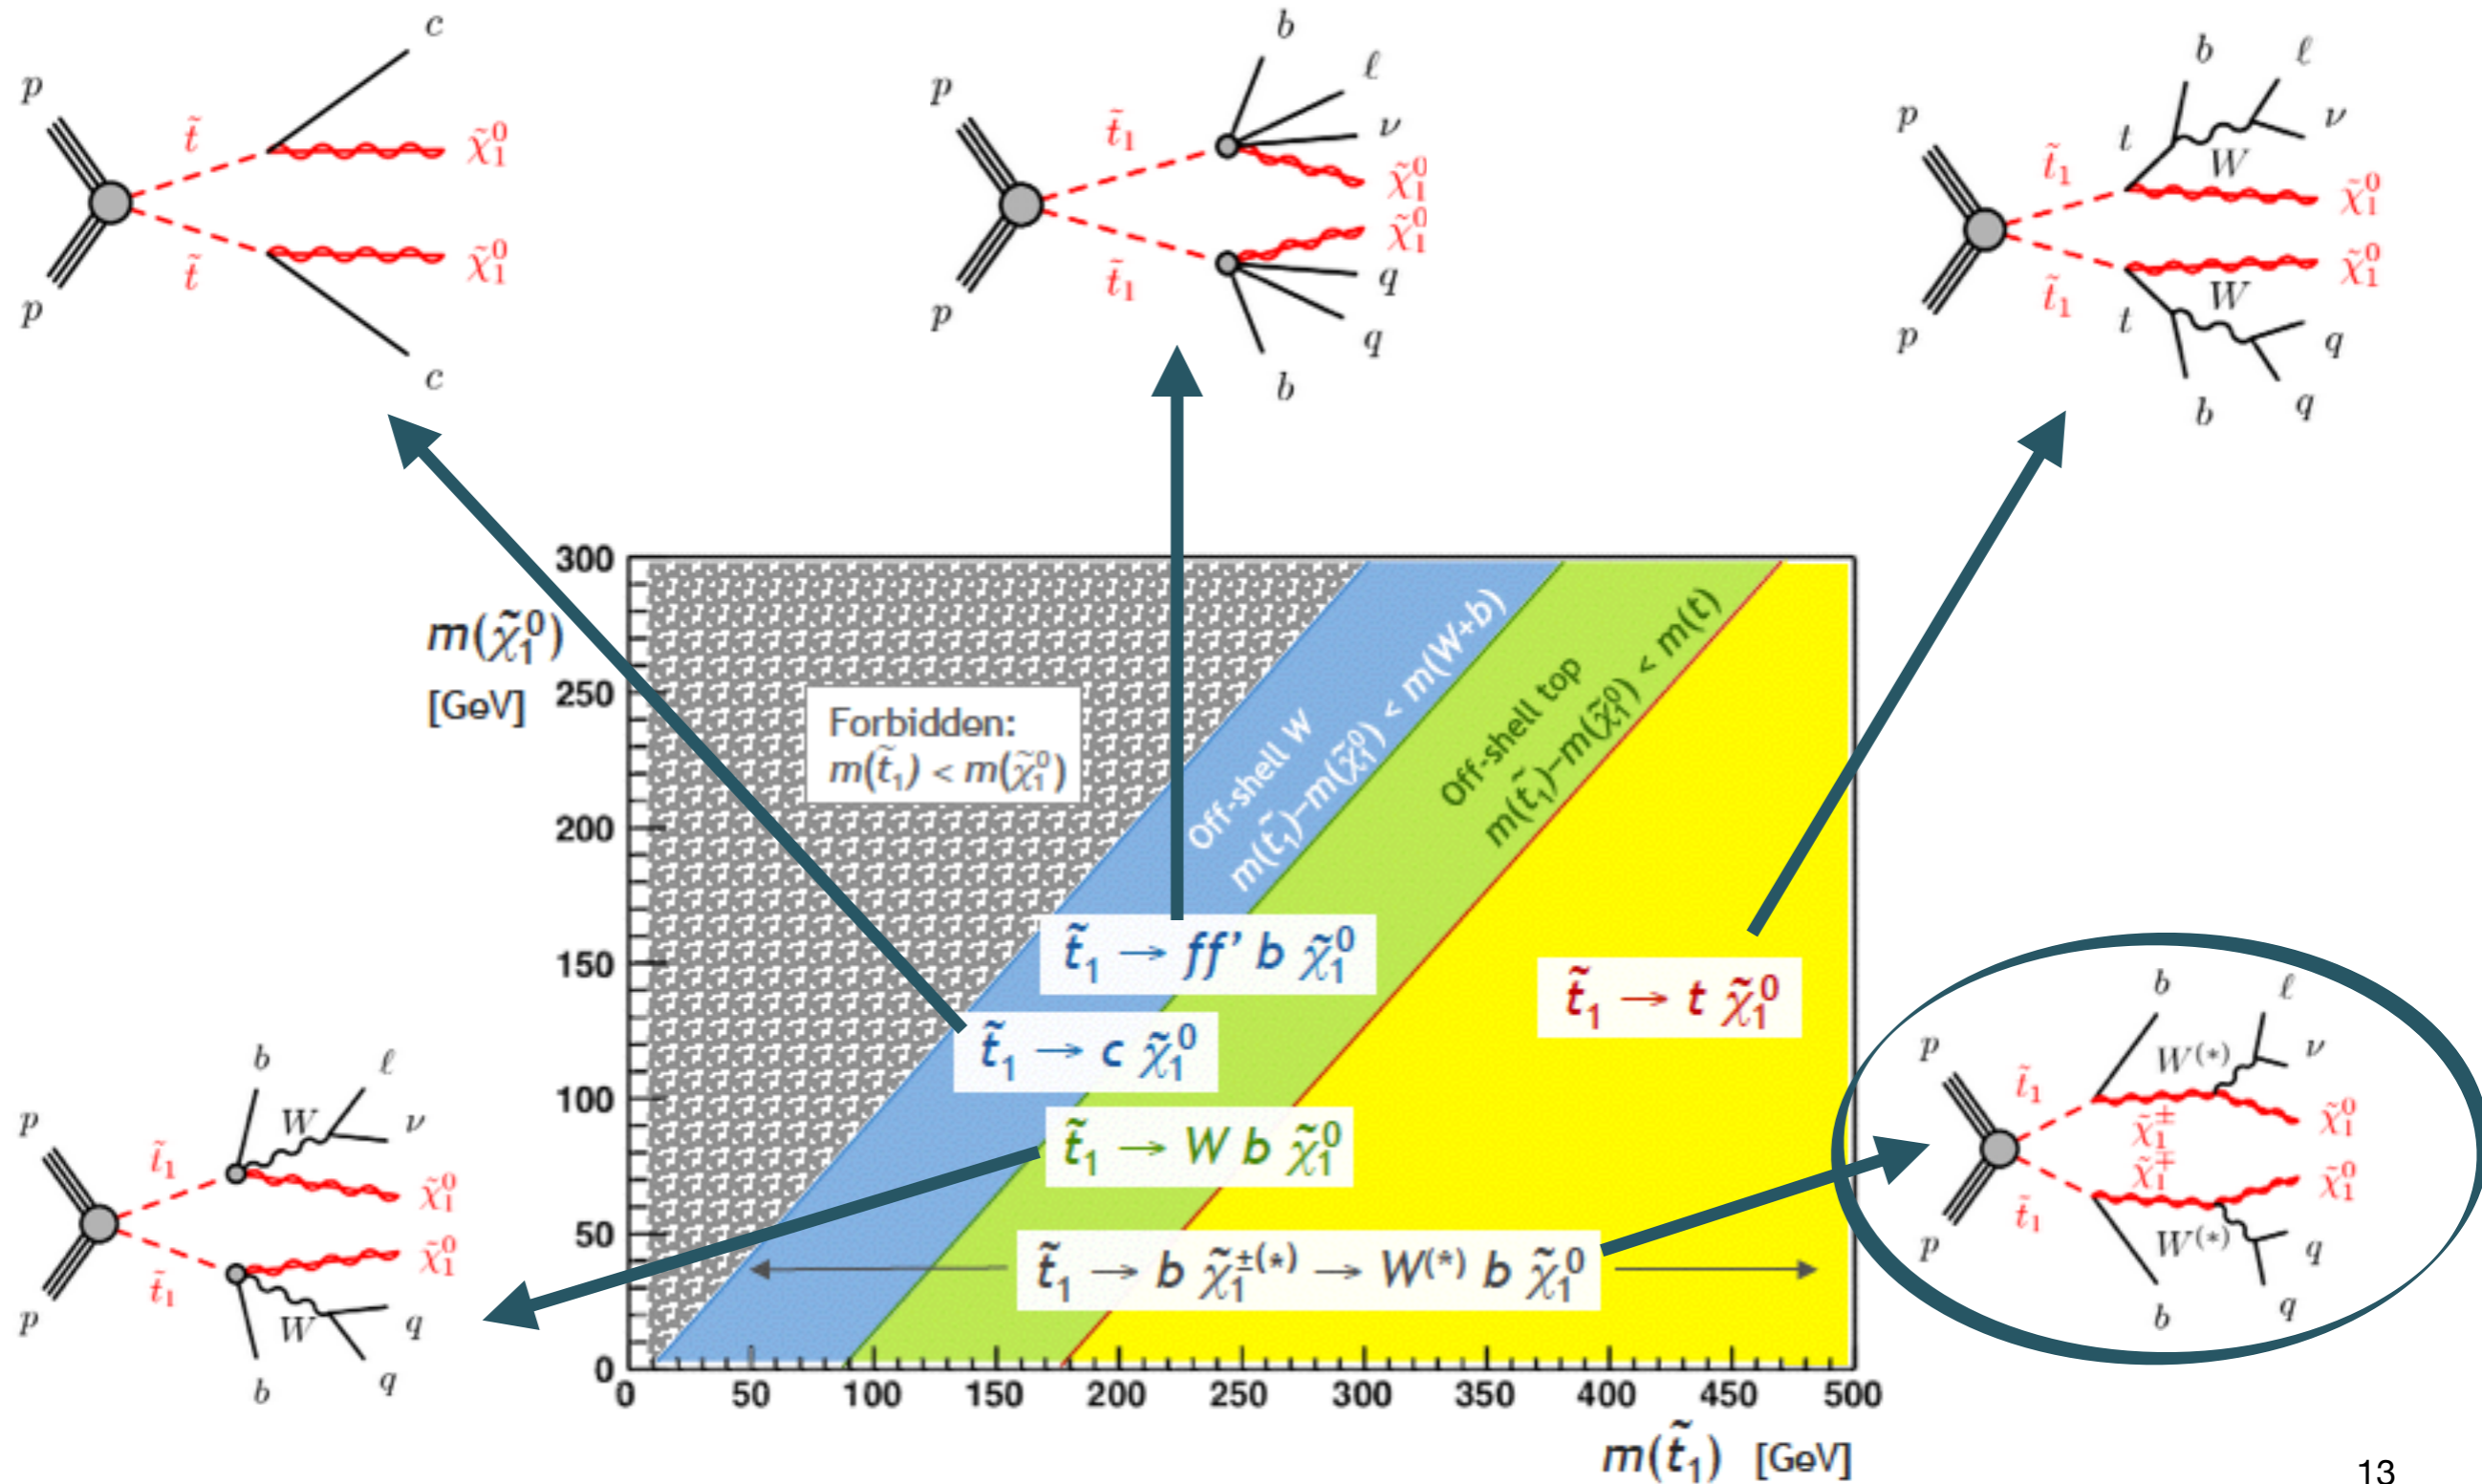 c
p
t̃
χ̃₁⁰
t̃
χ̃₁⁰
p
c
b
ℓ
p
ν
t̃₁
χ̃₁⁰
χ̃₁⁰
t̃₁
q
p
q
b
b
ℓ
p
ν
t
t̃₁
W
χ̃₁⁰
χ̃₁⁰
t̃₁
W
t
q
p
b
q
300
250
200
150
100
50
0
m(χ̃₁⁰)
[GeV]
Forbidden:
m(t̃₁) < m(χ̃₁⁰)
Off-shell W
m(t̃₁)–m(χ̃₁⁰) < m(W+b)
Off-shell top
m(t̃₁)–m(χ̃₁⁰) < m(t)
t̃₁ → ff’ b χ̃₁⁰
t̃₁ → c χ̃₁⁰
t̃₁ → t χ̃₁⁰
t̃₁ → W b χ̃₁⁰
t̃₁ → b χ̃₁±(*) → W(*) b χ̃₁⁰
b
ℓ
p
W
ν
t̃₁
χ̃₁⁰
χ̃₁⁰
t̃₁
p
W
q
b
q
b
ℓ
p
W(*)
ν
t̃₁
χ̃₁±
χ̃₁⁰
χ̃₁∓
χ̃₁⁰
t̃₁
p
W(*)
q
b
q
0 50 100 150 200 250 300 350 400 450 500
m(t̃₁) [GeV]
13